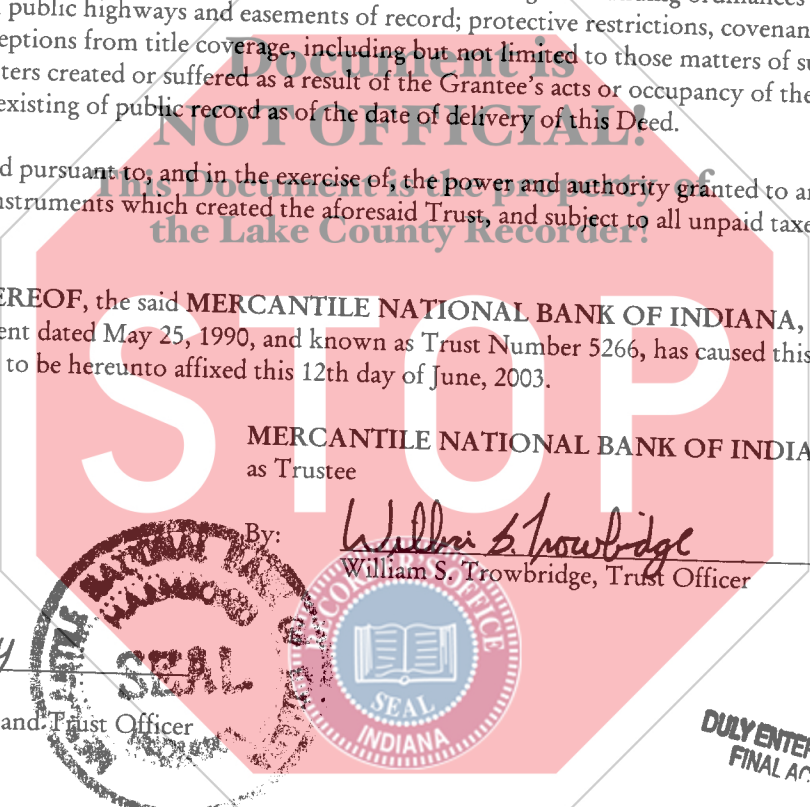 public highways and easements of record; protective restrictions, covenan
eptions from title coverage, including but not limited to those matters of su
ters created or suffered as a result of the Grantee's acts or occupancy of the
existing of public record as of the date of delivery of this Deed.
Document is
NOT OFFICIAL!
This Document is the property of
the Lake County Recorder!
d pursuant to, and in the exercise of, the power and authority granted to an
nstruments which created the aforesaid Trust, and subject to all unpaid taxe
EREOF, the said MERCANTILE NATIONAL BANK OF INDIANA,
ent dated May 25, 1990, and known as Trust Number 5266, has caused this
to be hereunto affixed this 12th day of June, 2003.
STOP
MERCANTILE NATIONAL BANK OF INDIA
as Trustee
By: William S. Trowbridge
William S. Trowbridge, Trust Officer
NATIONAL BANK
SEAL
and Trust Officer
RECORDER'S OFFICE
SEAL
INDIANA
DULY ENTE
FINAL AC